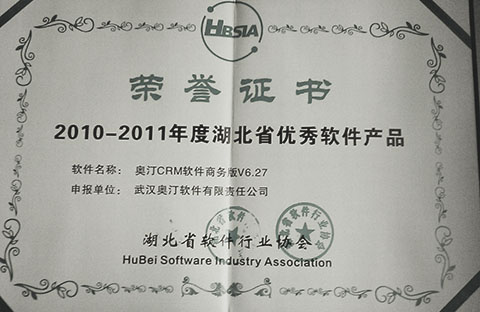 HBSIA
荣誉证书
2010-2011年度湖北省优秀软件产品
软件名称： 奥汀CRM软件商务版V6.27
申报单位： 武汉奥汀软件有限责任公司
湖北省软件行业协会
HuBei Software Industry Association